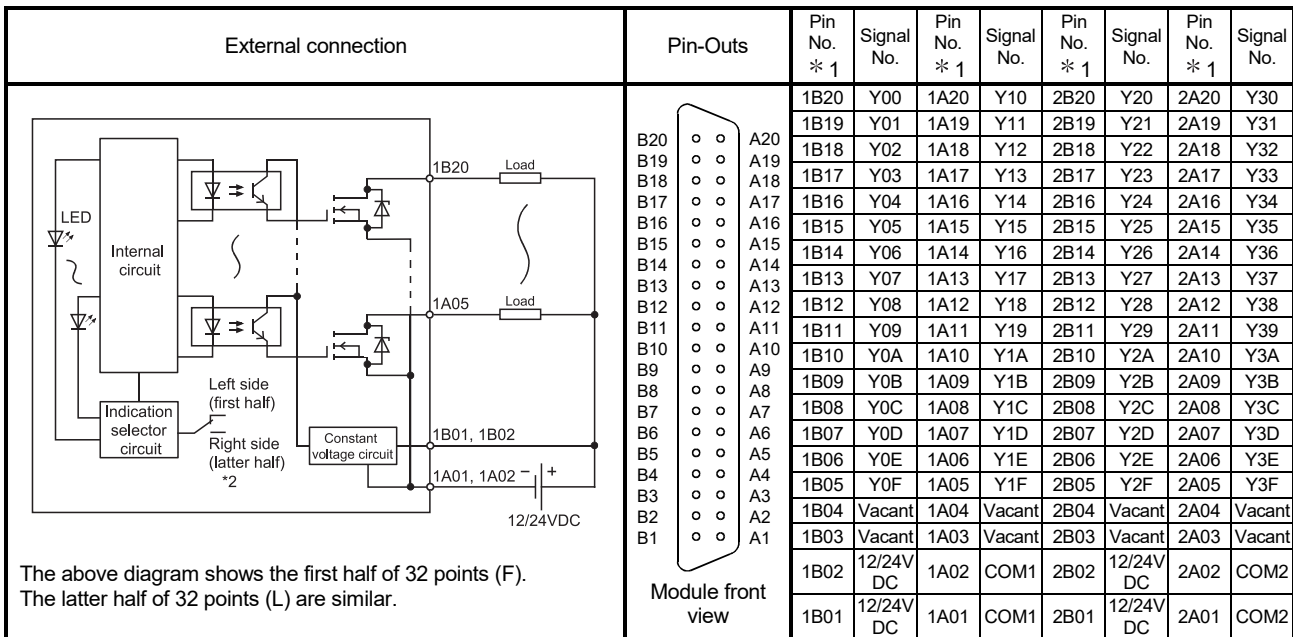 External connection
Pin-Outs
Pin No. ＊1 Signal No. Pin No. ＊1 Signal No. Pin No. ＊1 Signal No. Pin No. ＊1 Signal No.
LED
Internal circuit
Indication selector circuit
Left side (first half)
Right side (latter half) *2
Constant voltage circuit
1B20 Load
1A05 Load
1B01, 1B02
1A01, 1A02 − +
12/24VDC
The above diagram shows the first half of 32 points (F).
The latter half of 32 points (L) are similar.
B20 A20
B19 A19
B18 A18
B17 A17
B16 A16
B15 A15
B14 A14
B13 A13
B12 A12
B11 A11
B10 A10
B9 A9
B8 A8
B7 A7
B6 A6
B5 A5
B4 A4
B3 A3
B2 A2
B1 A1
Module front view
1B20 Y00 1A20 Y10 2B20 Y20 2A20 Y30
1B19 Y01 1A19 Y11 2B19 Y21 2A19 Y31
1B18 Y02 1A18 Y12 2B18 Y22 2A18 Y32
1B17 Y03 1A17 Y13 2B17 Y23 2A17 Y33
1B16 Y04 1A16 Y14 2B16 Y24 2A16 Y34
1B15 Y05 1A15 Y15 2B15 Y25 2A15 Y35
1B14 Y06 1A14 Y16 2B14 Y26 2A14 Y36
1B13 Y07 1A13 Y17 2B13 Y27 2A13 Y37
1B12 Y08 1A12 Y18 2B12 Y28 2A12 Y38
1B11 Y09 1A11 Y19 2B11 Y29 2A11 Y39
1B10 Y0A 1A10 Y1A 2B10 Y2A 2A10 Y3A
1B09 Y0B 1A09 Y1B 2B09 Y2B 2A09 Y3B
1B08 Y0C 1A08 Y1C 2B08 Y2C 2A08 Y3C
1B07 Y0D 1A07 Y1D 2B07 Y2D 2A07 Y3D
1B06 Y0E 1A06 Y1E 2B06 Y2E 2A06 Y3E
1B05 Y0F 1A05 Y1F 2B05 Y2F 2A05 Y3F
1B04 Vacant 1A04 Vacant 2B04 Vacant 2A04 Vacant
1B03 Vacant 1A03 Vacant 2B03 Vacant 2A03 Vacant
1B02 12/24V DC 1A02 COM1 2B02 12/24V DC 2A02 COM2
1B01 12/24V DC 1A01 COM1 2B01 12/24V DC 2A01 COM2